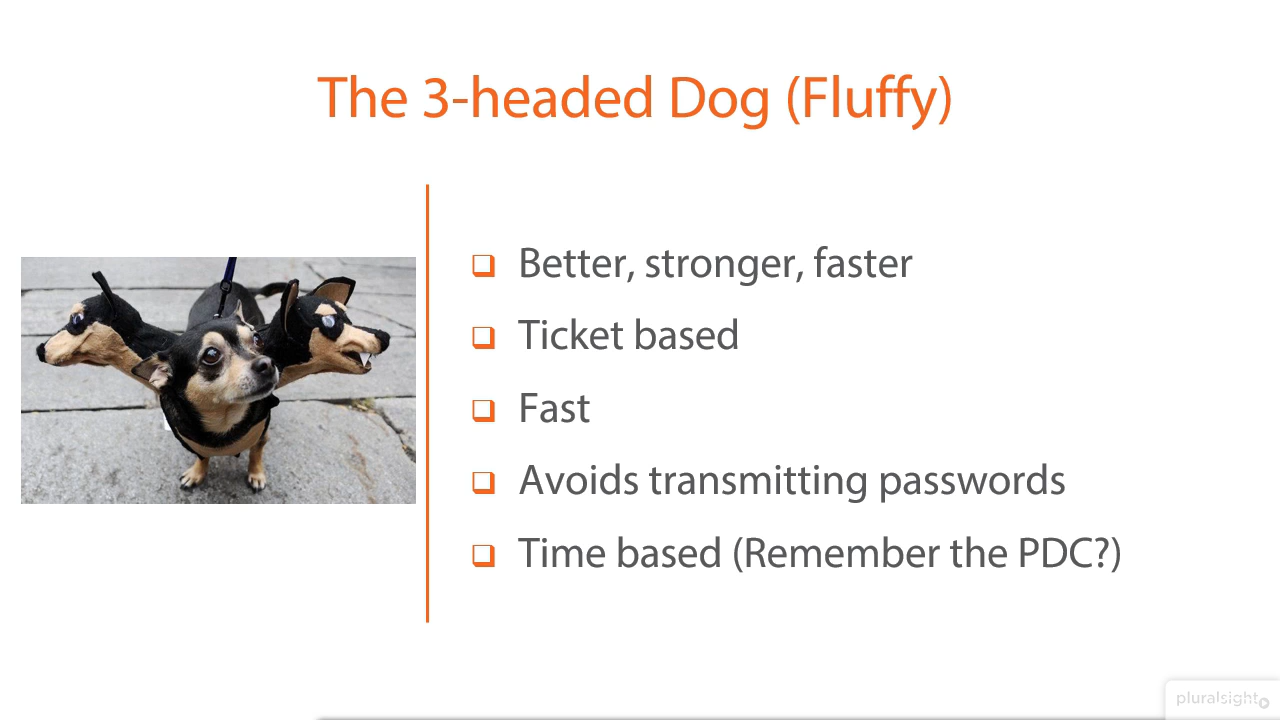 The 3-headed Dog (Fluffy)
Better, stronger, faster
Ticket based
Fast
Avoids transmitting passwords
Time based (Remember the PDC?)
pluralsight